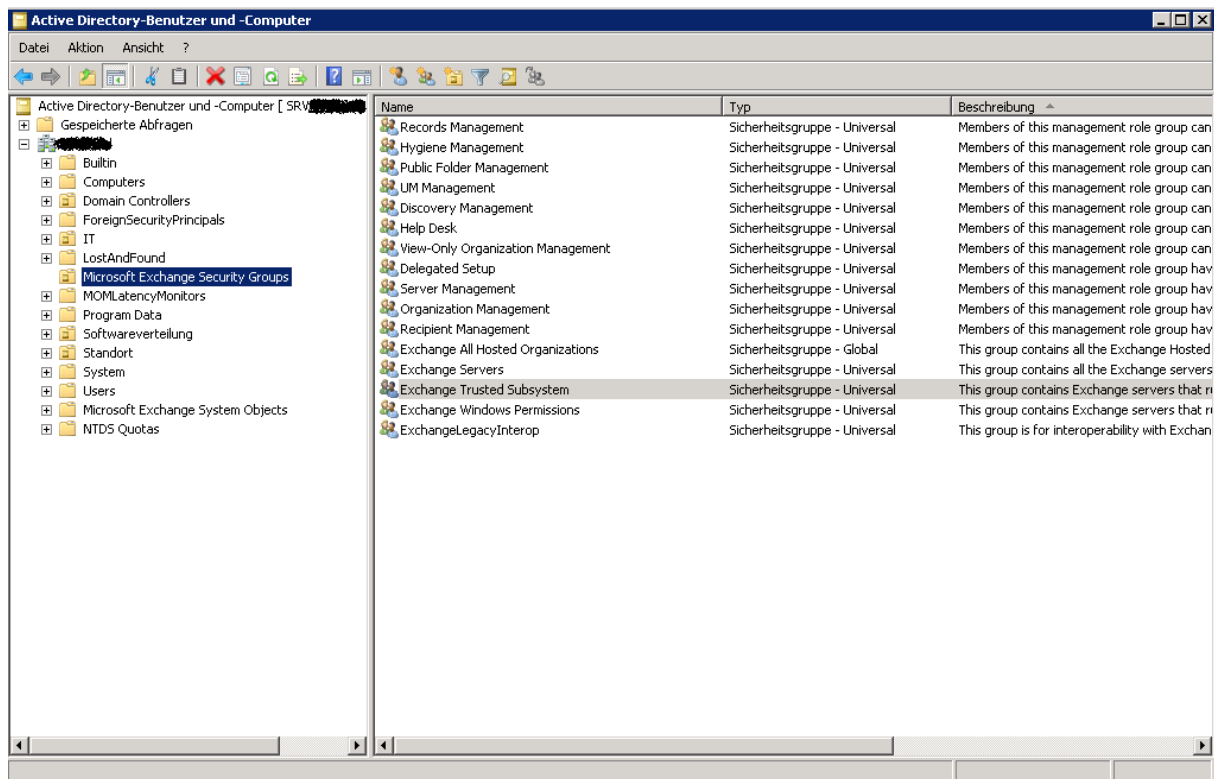 Active Directory-Benutzer und -Computer
Datei Aktion Ansicht ?
Active Directory-Benutzer und -Computer [ SRV
Gespeicherte Abfragen
Builtin
Computers
Domain Controllers
ForeignSecurityPrincipals
IT
LostAndFound
Microsoft Exchange Security Groups
MOMLatencyMonitors
Program Data
Softwareverteilung
Standort
System
Users
Microsoft Exchange System Objects
NTDS Quotas
Name Typ Beschreibung
Records Management Sicherheitsgruppe - Universal Members of this management role group can
Hygiene Management Sicherheitsgruppe - Universal Members of this management role group can
Public Folder Management Sicherheitsgruppe - Universal Members of this management role group can
UM Management Sicherheitsgruppe - Universal Members of this management role group can
Discovery Management Sicherheitsgruppe - Universal Members of this management role group can
Help Desk Sicherheitsgruppe - Universal Members of this management role group can
View-Only Organization Management Sicherheitsgruppe - Universal Members of this management role group can
Delegated Setup Sicherheitsgruppe - Universal Members of this management role group hav
Server Management Sicherheitsgruppe - Universal Members of this management role group hav
Organization Management Sicherheitsgruppe - Universal Members of this management role group hav
Recipient Management Sicherheitsgruppe - Universal Members of this management role group hav
Exchange All Hosted Organizations Sicherheitsgruppe - Global This group contains all the Exchange Hosted
Exchange Servers Sicherheitsgruppe - Universal This group contains all the Exchange servers
Exchange Trusted Subsystem Sicherheitsgruppe - Universal This group contains Exchange servers that r
Exchange Windows Permissions Sicherheitsgruppe - Universal This group contains Exchange servers that r
ExchangeLegacyInterop Sicherheitsgruppe - Universal This group is for interoperability with Exchan